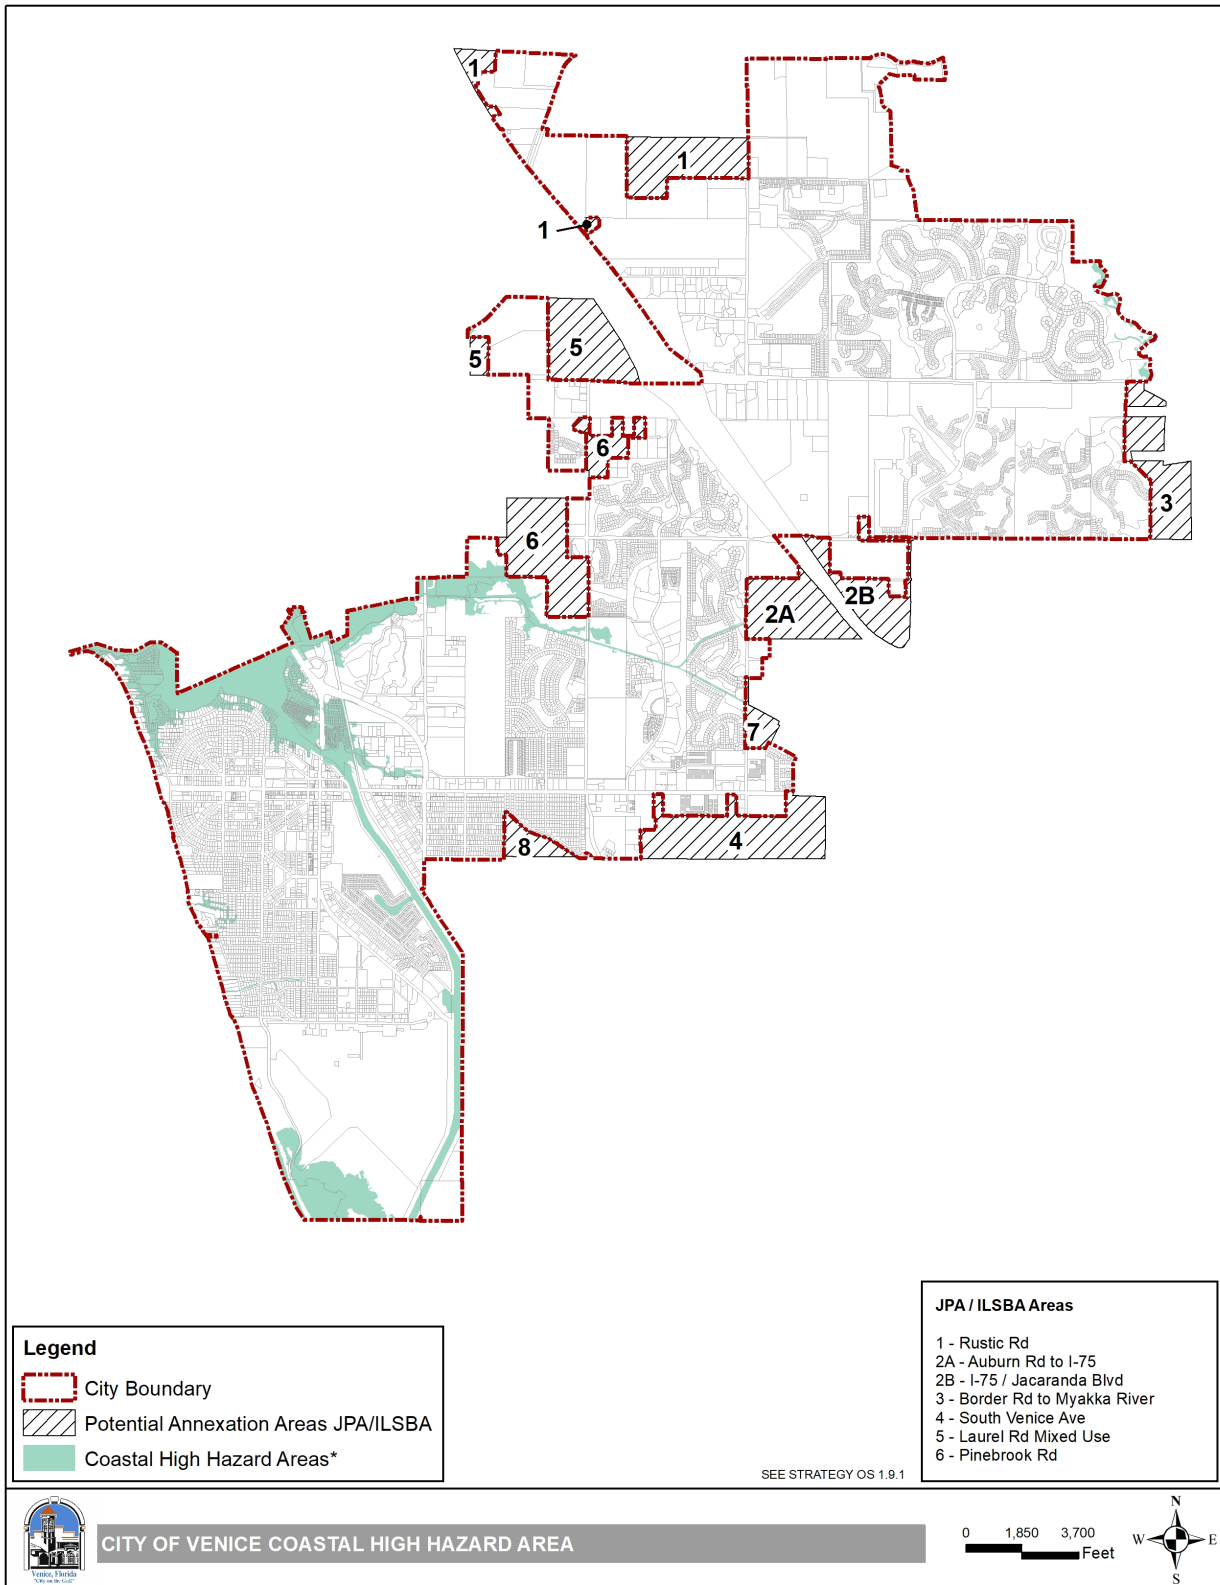 1
1
1
5
5
6
3
6
2B
2A
7
4
8
JPA / ILSBA Areas
1 - Rustic Rd
2A - Auburn Rd to I-75
2B - I-75 / Jacaranda Blvd
3 - Border Rd to Myakka River
4 - South Venice Ave
5 - Laurel Rd Mixed Use
6 - Pinebrook Rd
Legend
City Boundary
Potential Annexation Areas JPA/ILSBA
Coastal High Hazard Areas*
SEE STRATEGY OS 1.9.1
Venice, Florida
"City on the Gulf"
CITY OF VENICE COASTAL HIGH HAZARD AREA
0 1,850 3,700
Feet
N
W E
S